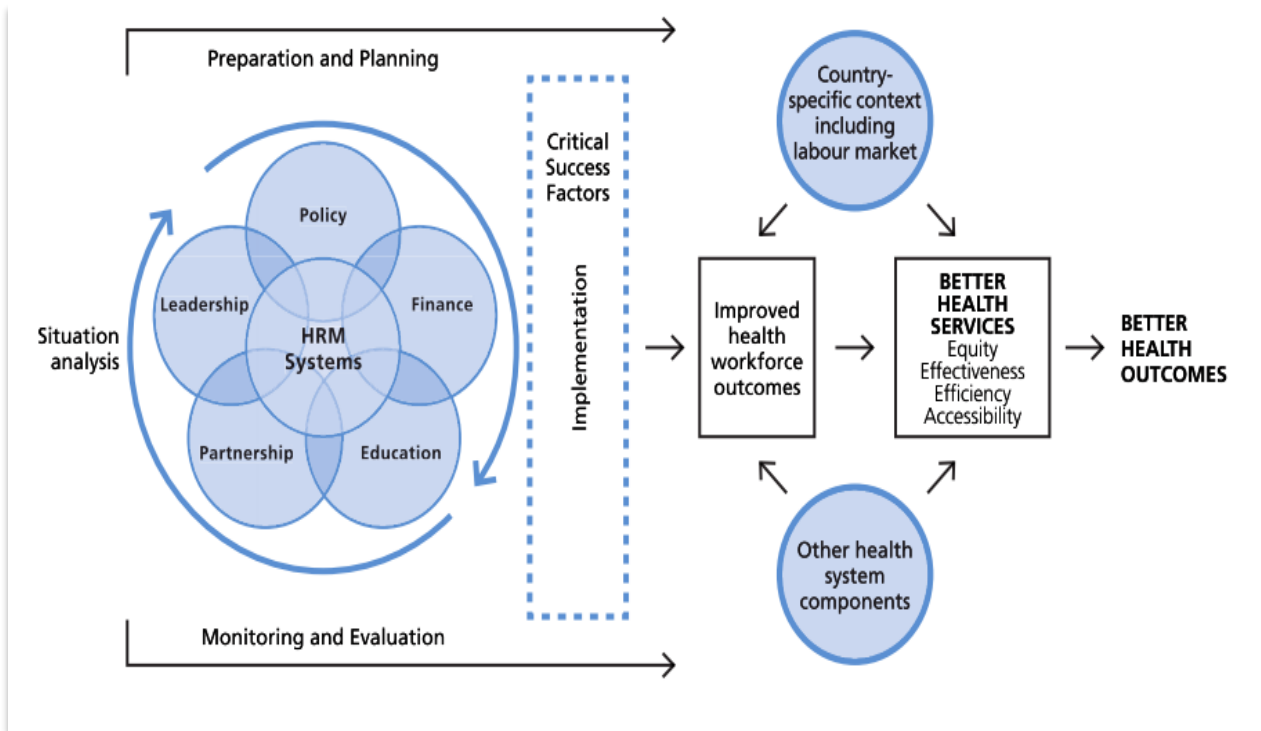 Preparation and Planning
Situation
analysis
Policy
Leadership
Finance
HRM
Systems
Partnership
Education
Critical
Success
Factors
Implementation
Monitoring and Evaluation
Country-
specific context
including
labour market
Improved
health
workforce
outcomes
BETTER
HEALTH
SERVICES
Equity
Effectiveness
Efficiency
Accessibility
BETTER
HEALTH
OUTCOMES
Other health
system
components